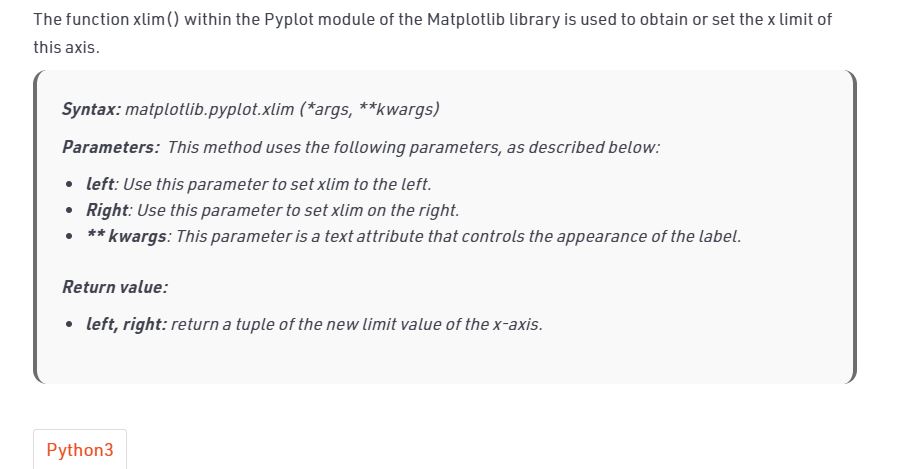 The function xlim() within the Pyplot module of the Matplotlib library is used to obtain or set the x limit of
this axis.
Syntax: matplotlib.pyplot.xlim (*args, **kwargs)
Parameters: This method uses the following parameters, as described below:
• left: Use this parameter to set xlim to the left.
• Right: Use this parameter to set xlim on the right.
• ** kwargs: This parameter is a text attribute that controls the appearance of the label.
Return value:
• left, right: return a tuple of the new limit value of the x-axis.
Python3